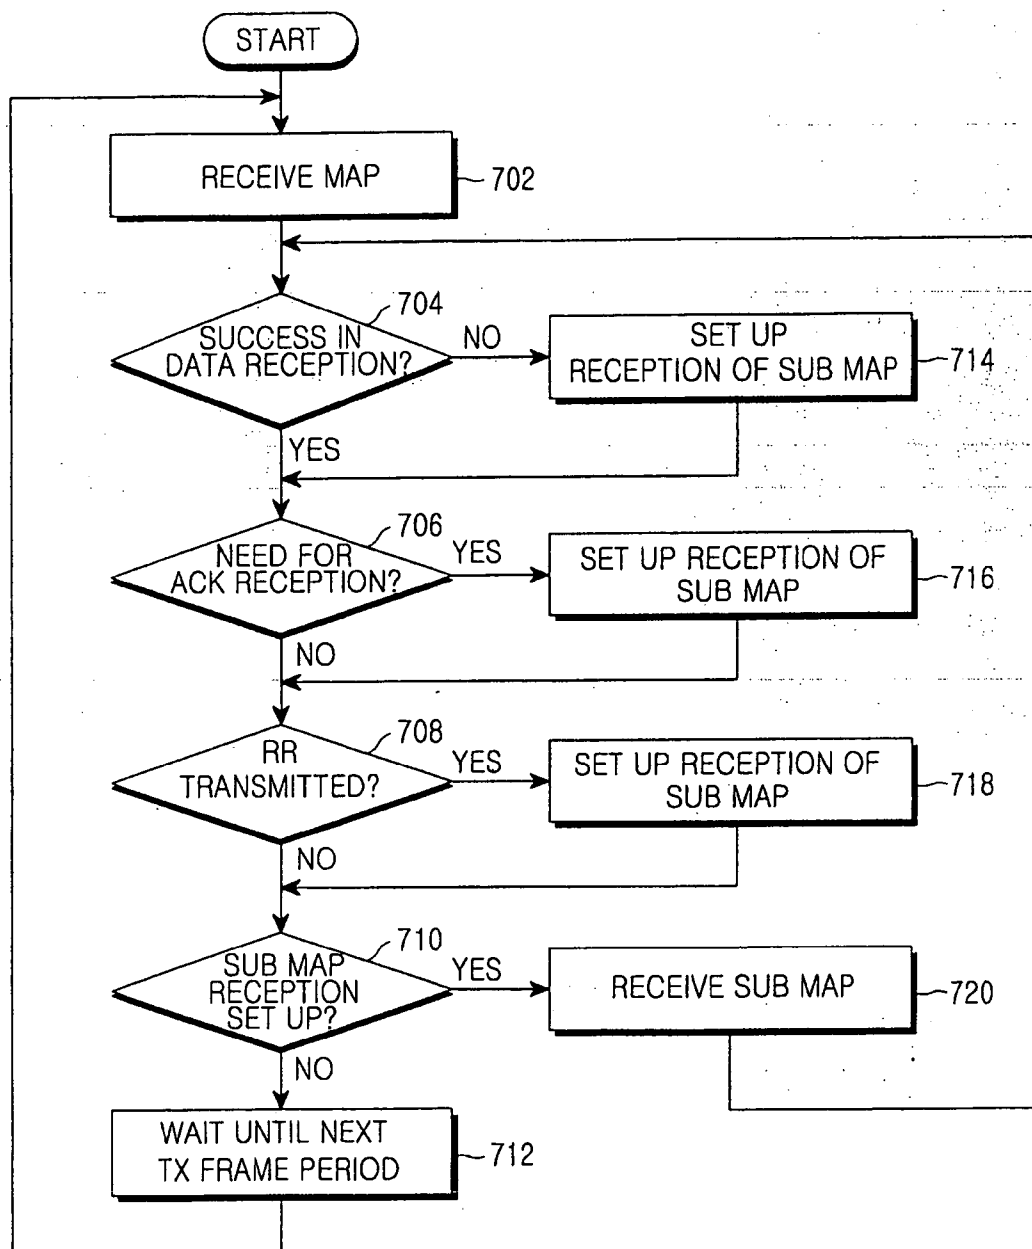 START
RECEIVE MAP
702
704
SUCCESS IN
DATA RECEPTION?
NO
SET UP
RECEPTION OF SUB MAP
714
YES
706
NEED FOR
ACK RECEPTION?
YES
SET UP RECEPTION OF
SUB MAP
716
NO
708
RR
TRANSMITTED?
YES
SET UP RECEPTION OF
SUB MAP
718
NO
710
SUB MAP
RECEPTION
SET UP?
YES
RECEIVE SUB MAP
720
NO
WAIT UNTIL NEXT
TX FRAME PERIOD
712